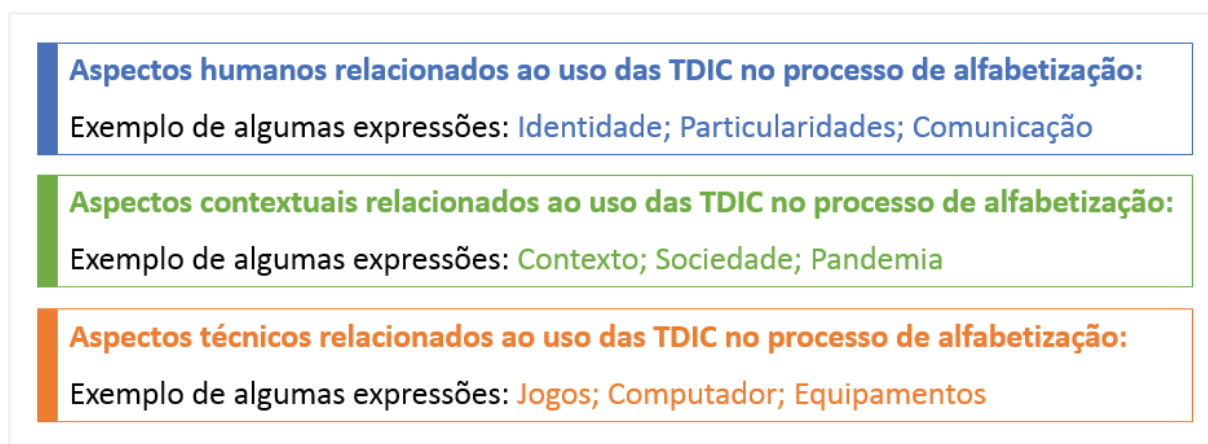 Aspectos humanos relacionados ao uso das TDIC no processo de alfabetização:
Exemplo de algumas expressões: Identidade; Particularidades; Comunicação
Aspectos contextuais relacionados ao uso das TDIC no processo de alfabetização:
Exemplo de algumas expressões: Contexto; Sociedade; Pandemia
Aspectos técnicos relacionados ao uso das TDIC no processo de alfabetização:
Exemplo de algumas expressões: Jogos; Computador; Equipamentos